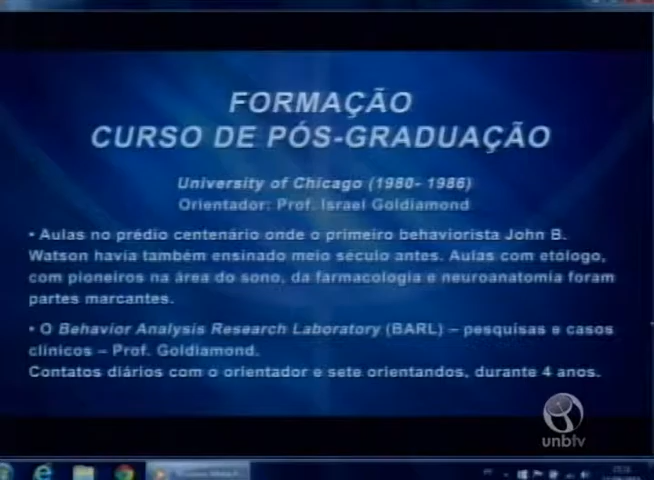 FORMAÇÃO
CURSO DE PÓS-GRADUAÇÃO
University of Chicago (1980- 1986)
Orientador: Prof. Israel Goldiamond
• Aulas no prédio centenário onde o primeiro behaviorista John B.
Watson havia também ensinado meio século antes. Aulas com etólogo,
com pioneiros na área do sono, da farmacologia e neuroanatomia foram
partes marcantes.
• O Behavior Analysis Research Laboratory (BARL) – pesquisas e casos
clínicos – Prof. Goldiamond.
Contatos diários com o orientador e sete orientandos, durante 4 anos.
unbtv